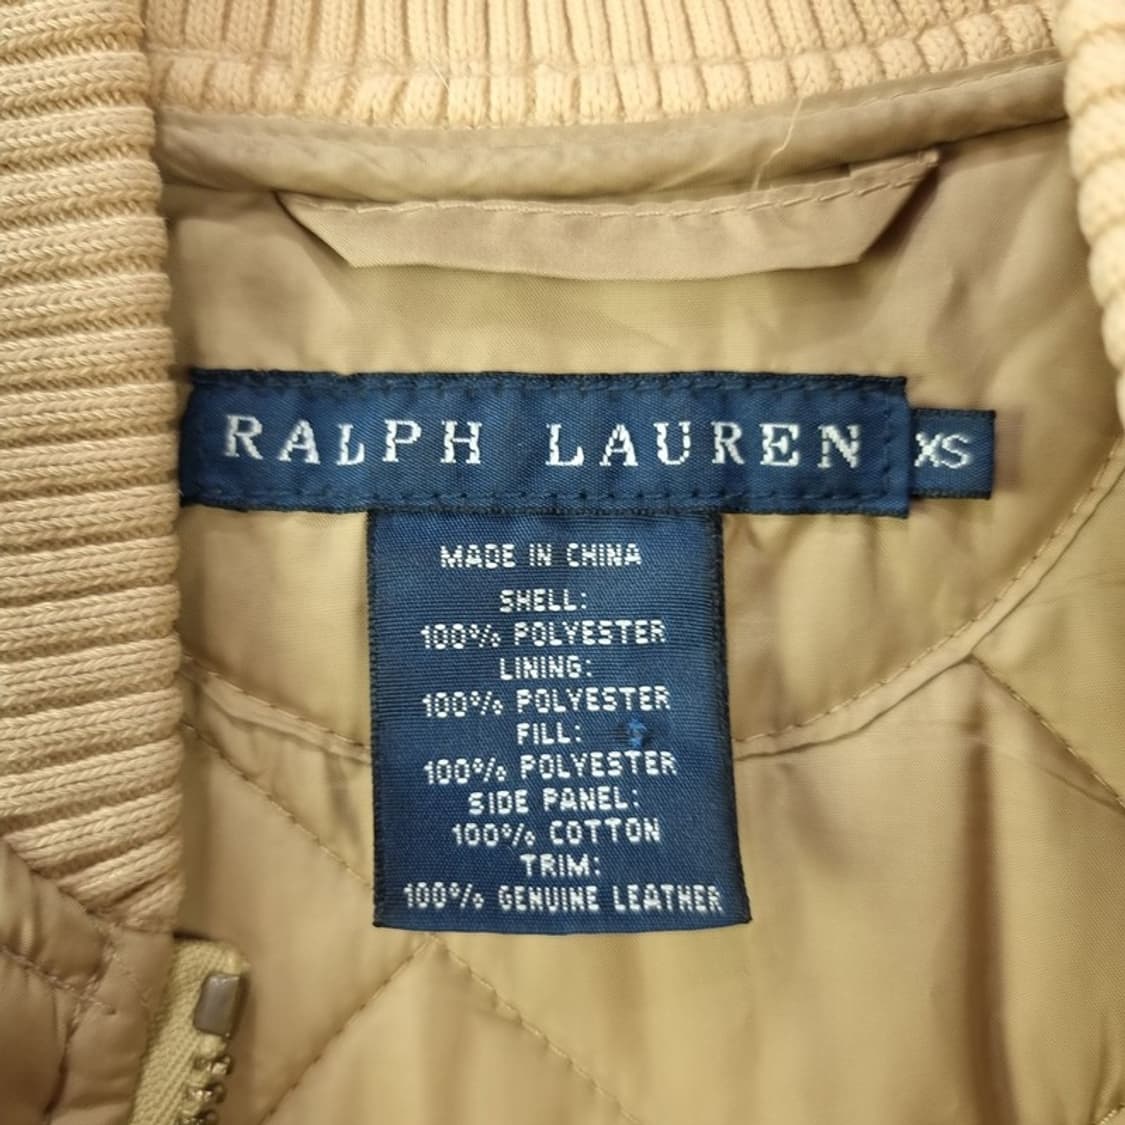 RALPH LAUREN
XS
MADE IN CHINA
SHELL:
100% POLYESTER
LINING:
100% POLYESTER
FILL:
100% POLYESTER
SIDE PANEL:
100% COTTON
TRIM:
100% GENUINE LEATHER